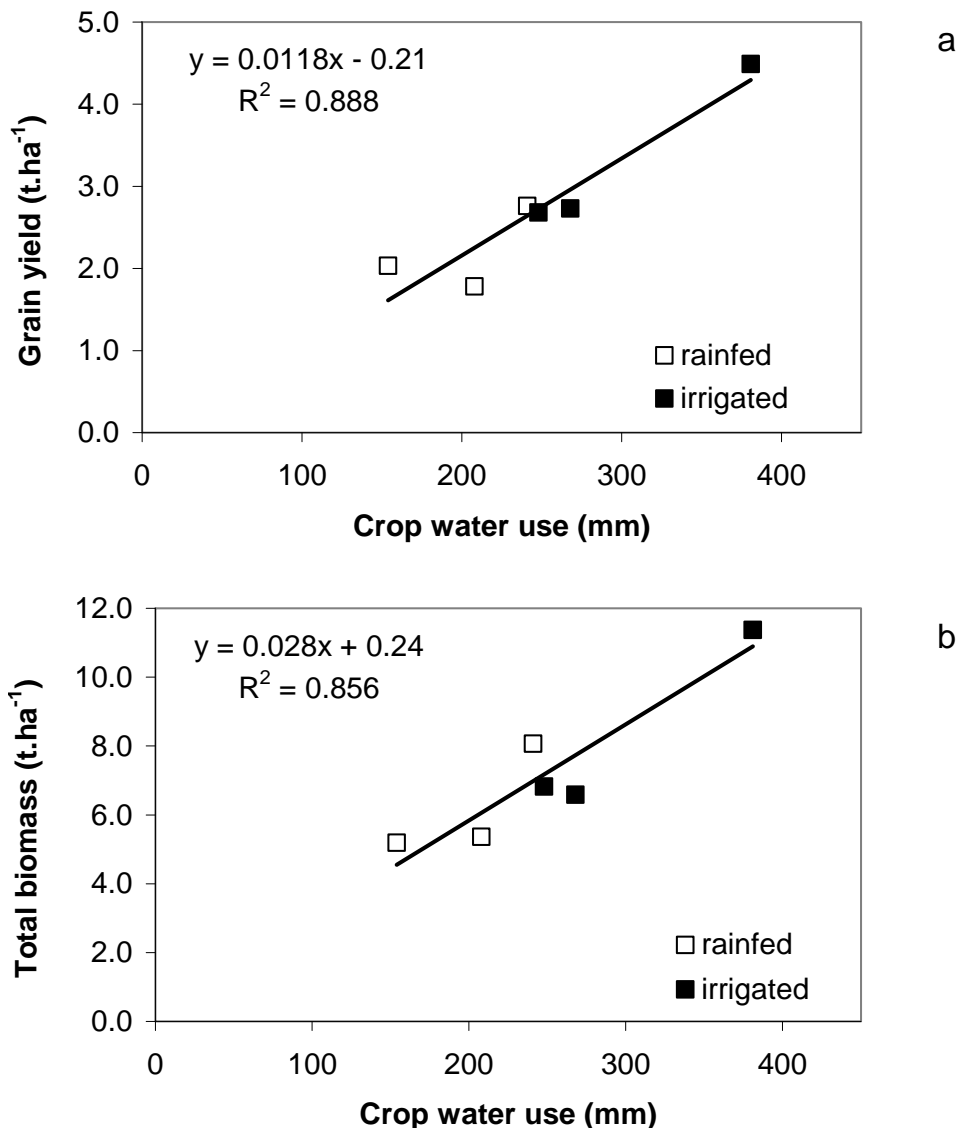 a
5.0
y = 0.0118x - 0.21
R² = 0.888
4.0
3.0
2.0
1.0
0.0
Grain yield (t.ha⁻¹)
rainfed
irrigated
0 100 200 300 400
Crop water use (mm)
b
12.0
y = 0.028x + 0.24
R² = 0.856
10.0
8.0
6.0
4.0
2.0
0.0
Total biomass (t.ha⁻¹)
rainfed
irrigated
0 100 200 300 400
Crop water use (mm)